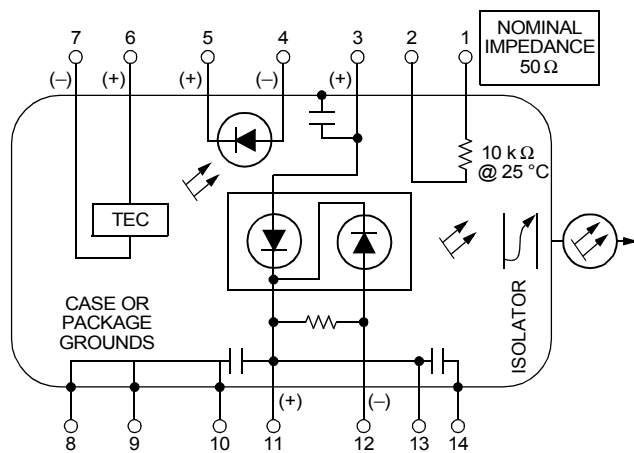 7 6 5 4 3 2 1
NOMINAL
IMPEDANCE
50 Ω
(–) (+) (+) (–) (+)
10 kΩ
@ 25 °C
TEC
CASE OR
PACKAGE
GROUNDS
ISOLATOR
(+) (–)
8 9 10 11 12 13 14